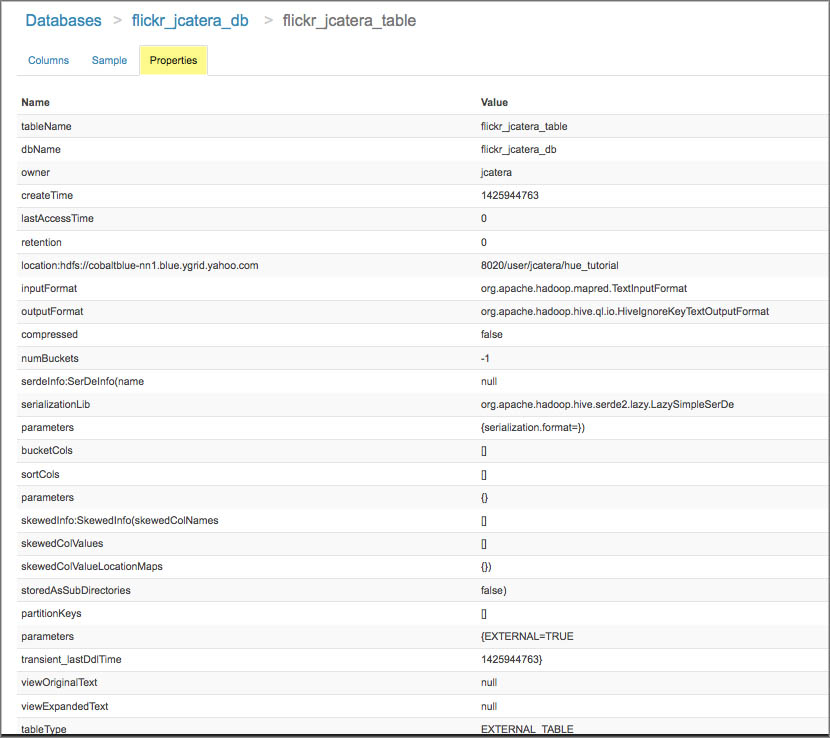 Databases > flickr_jcatera_db > flickr_jcatera_table
Columns Sample Properties
Name Value
tableName flickr_jcatera_table
dbName flickr_jcatera_db
owner jcatera
createTime 1425944763
lastAccessTime 0
retention 0
location:hdfs://cobaltblue-nn1.blue.ygrid.yahoo.com 8020/user/jcatera/hue_tutorial
inputFormat org.apache.hadoop.mapred.TextInputFormat
outputFormat org.apache.hadoop.hive.ql.io.HiveIgnoreKeyTextOutputFormat
compressed false
numBuckets -1
serdeInfo:SerDeInfo(name null
serializationLib org.apache.hadoop.hive.serde2.lazy.LazySimpleSerDe
parameters {serialization.format=})
bucketCols []
sortCols []
parameters {}
skewedInfo:SkewedInfo(skewedColNames []
skewedColValues []
skewedColValueLocationMaps {})
storedAsSubDirectories false)
partitionKeys []
parameters {EXTERNAL=TRUE
transient_lastDdlTime 1425944763}
viewOriginalText null
viewExpandedText null
tableType EXTERNAL_TABLE